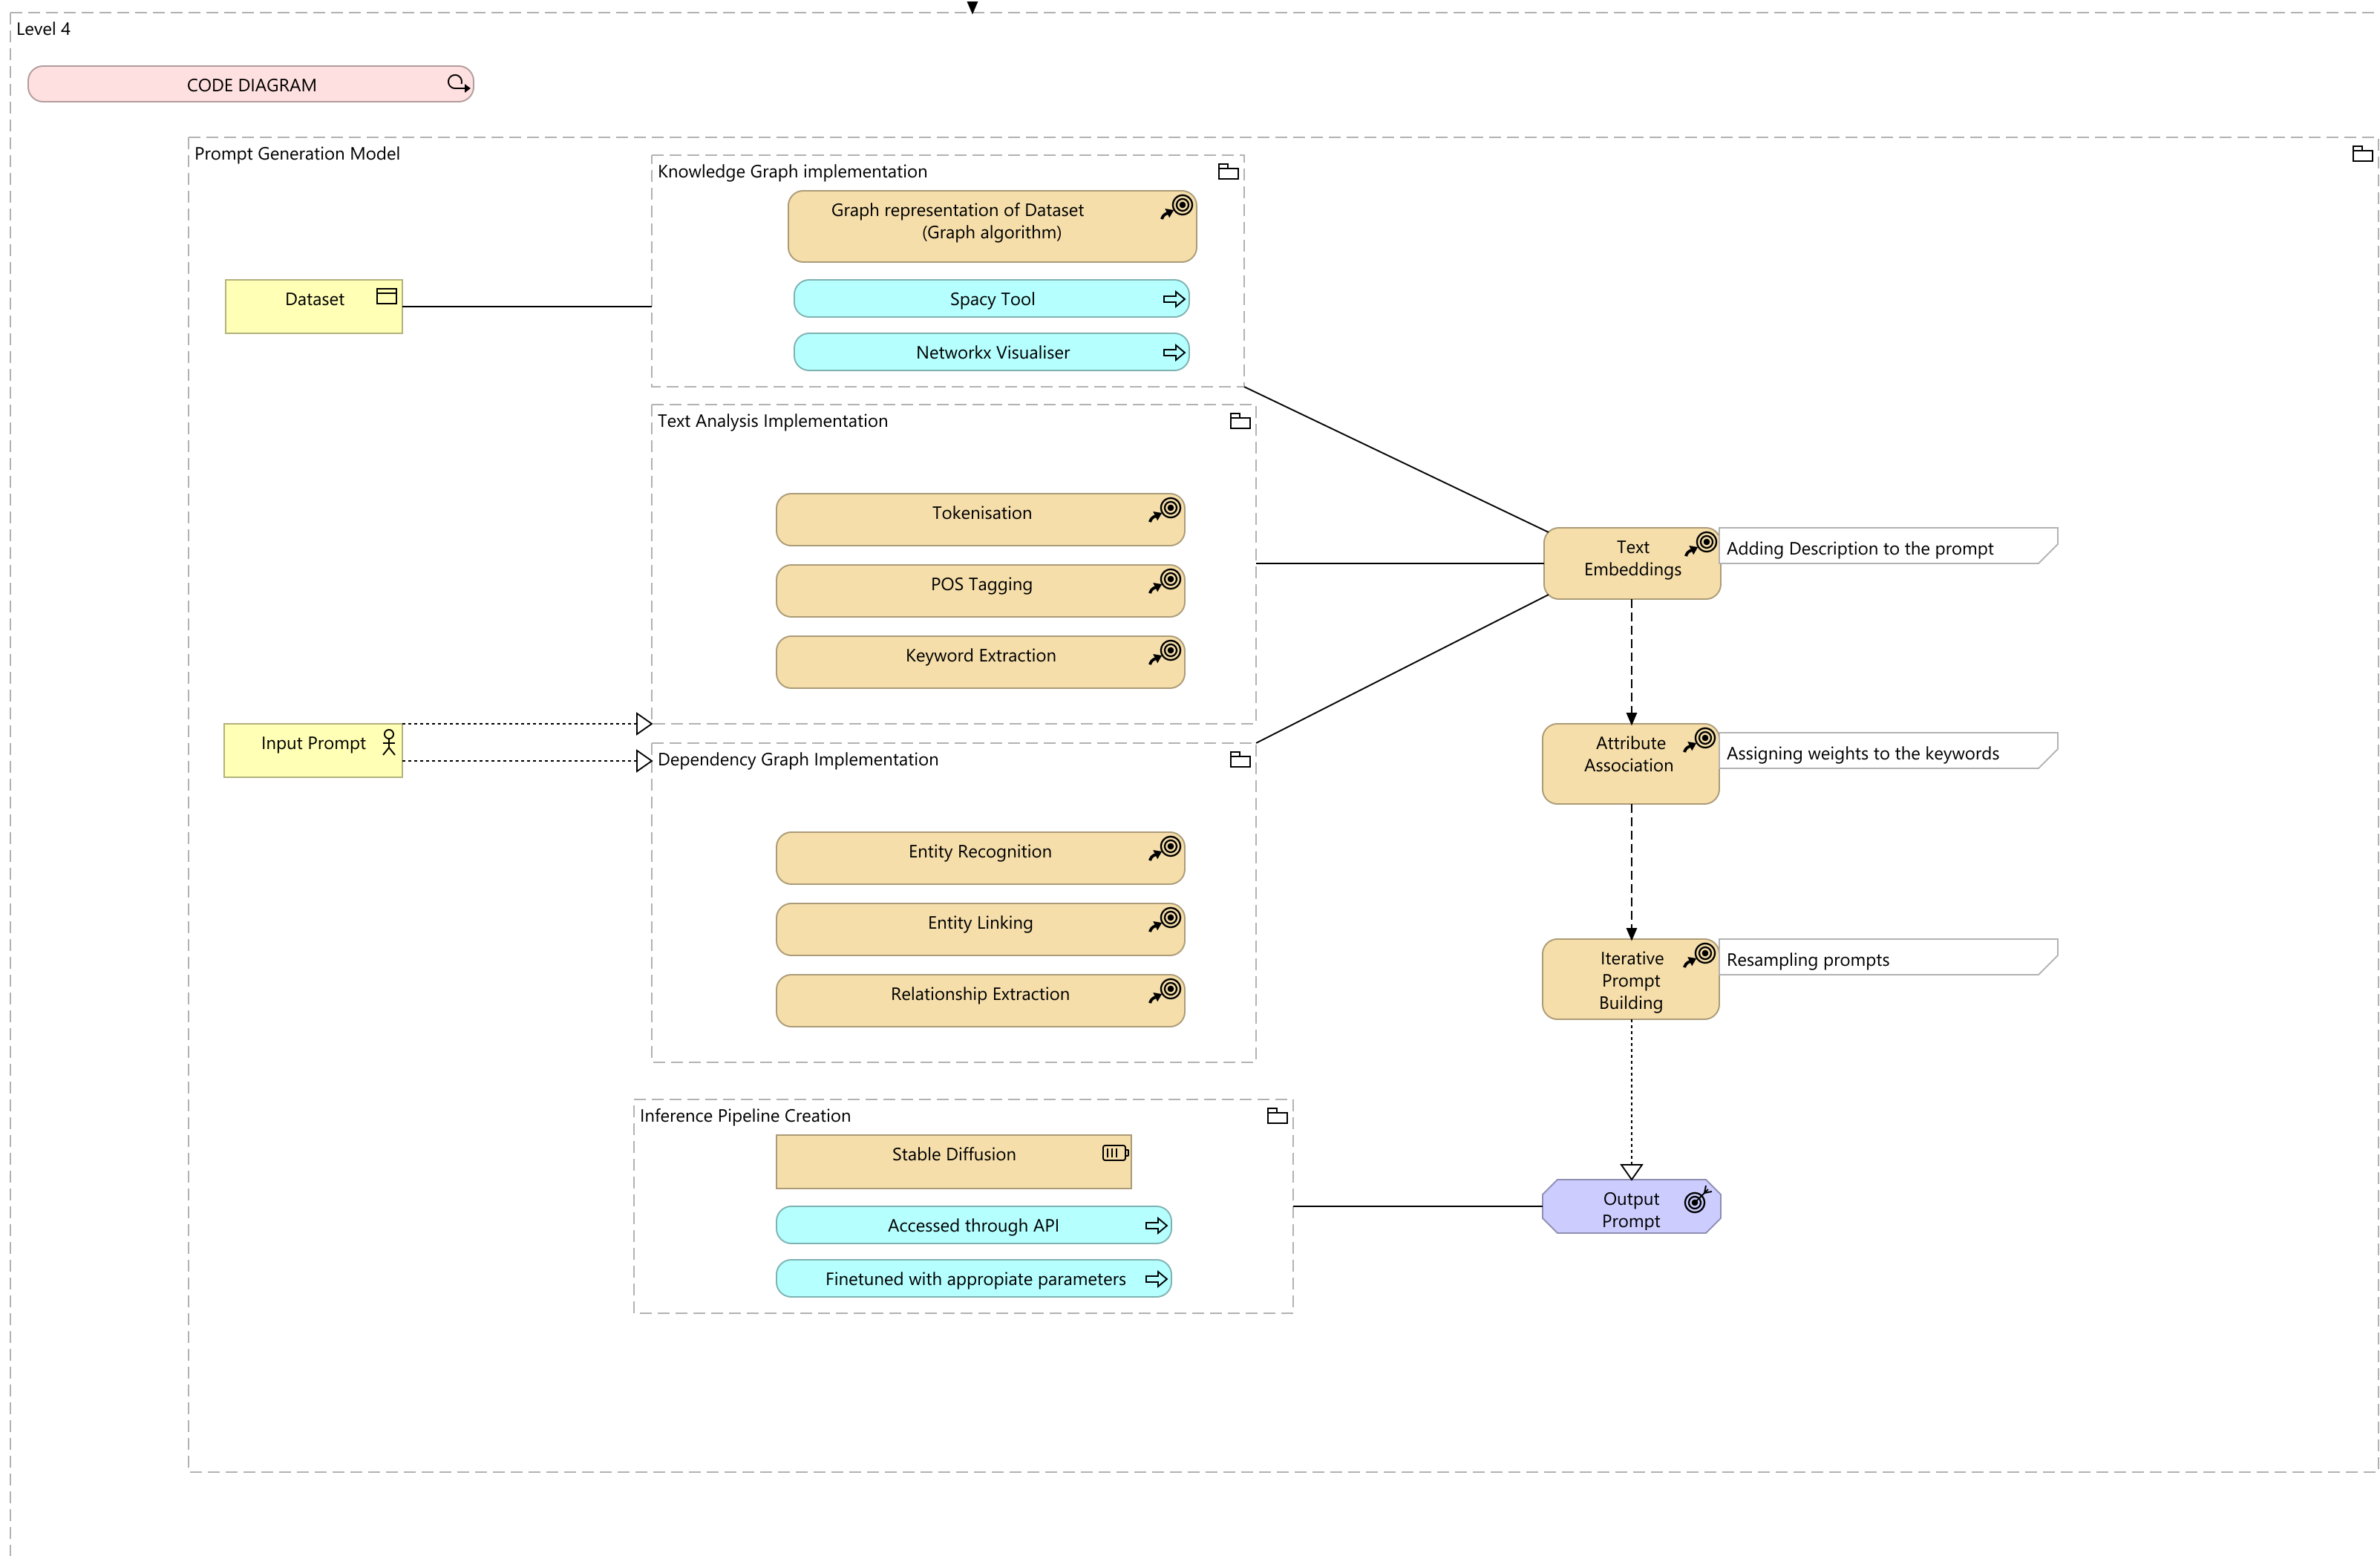 Level 4
CODE DIAGRAM
Prompt Generation Model
Knowledge Graph implementation
Graph representation of Dataset
(Graph algorithm)
Dataset
Spacy Tool
Networkx Visualiser
Text Analysis Implementation
Tokenisation
POS Tagging
Keyword Extraction
Text
Embeddings
Adding Description to the prompt
Input Prompt
Attribute
Association
Assigning weights to the keywords
Dependency Graph Implementation
Entity Recognition
Entity Linking
Relationship Extraction
Iterative
Prompt
Building
Resampling prompts
Inference Pipeline Creation
Stable Diffusion
Accessed through API
Finetuned with appropiate parameters
Output
Prompt